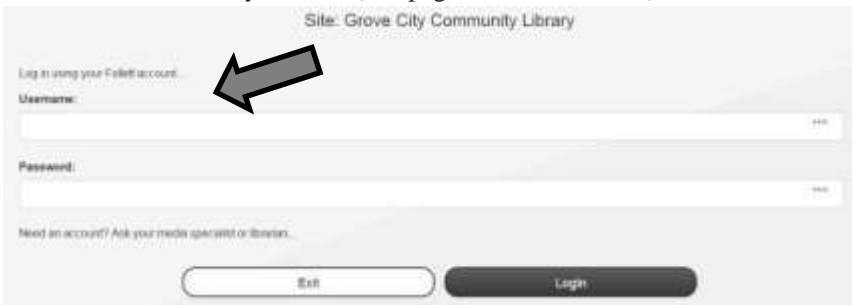 Site: Grove City Community Library
Log in using your Follett account...
Username:
Password:
Need an account? Ask your media specialist or librarian...
Exit
Login